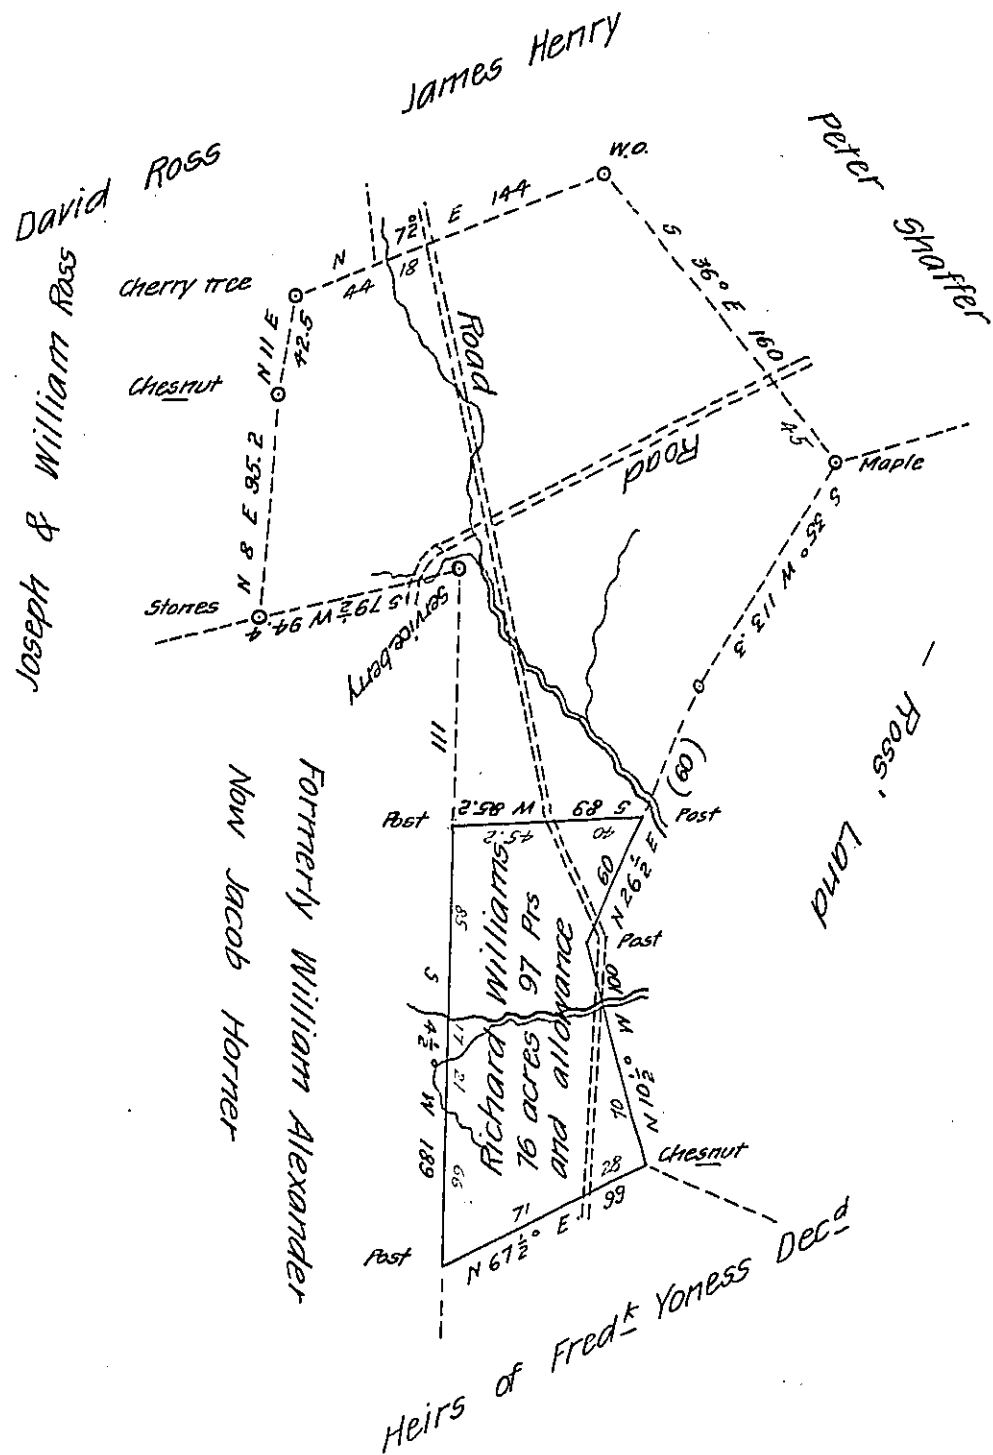 James Henry
David Ross
Peter Shaffer
Joseph & William Ross
W.O.
Cherry Tree
N 72° E 144
44
18
S 36° E 160
45
Road
Road
N 11 E
42.5
Chesnut
N 8 E 95.2
Stones
S 79½ W 94.4
Serviceberry
Maple
S 35° W 113.3
(60)
- Ross' Land
111
Post
S 89 W 85.2
45.2
40
Post
60
N 26½ E
Post
Richard Williams
76 acres 97 Prs
and allowance
85
17
21
66
S 4½ W 189
100
N 10½° W
70
Chesnut
28
71
N 67½° E 99
Post
Formerly William Alexander
Now Jacob Horner
Heirs of Fredk Yoness Decd